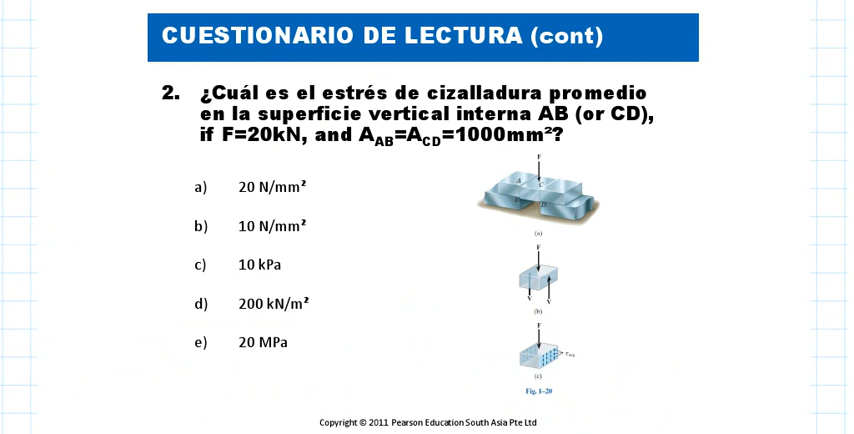 CUESTIONARIO DE LECTURA (cont)
2. ¿Cuál es el estrés de cizalladura promedio
en la superficie vertical interna AB (or CD),
if F=20kN, and AAB=ACD=1000mm²?
a) 20 N/mm²
b) 10 N/mm²
c) 10 kPa
d) 200 kN/m²
e) 20 MPa
F
A
C
B
D
(a)
F
V
V
(b)
F
τavg
(c)
Fig. 1–20
Copyright © 2011 Pearson Education South Asia Pte Ltd